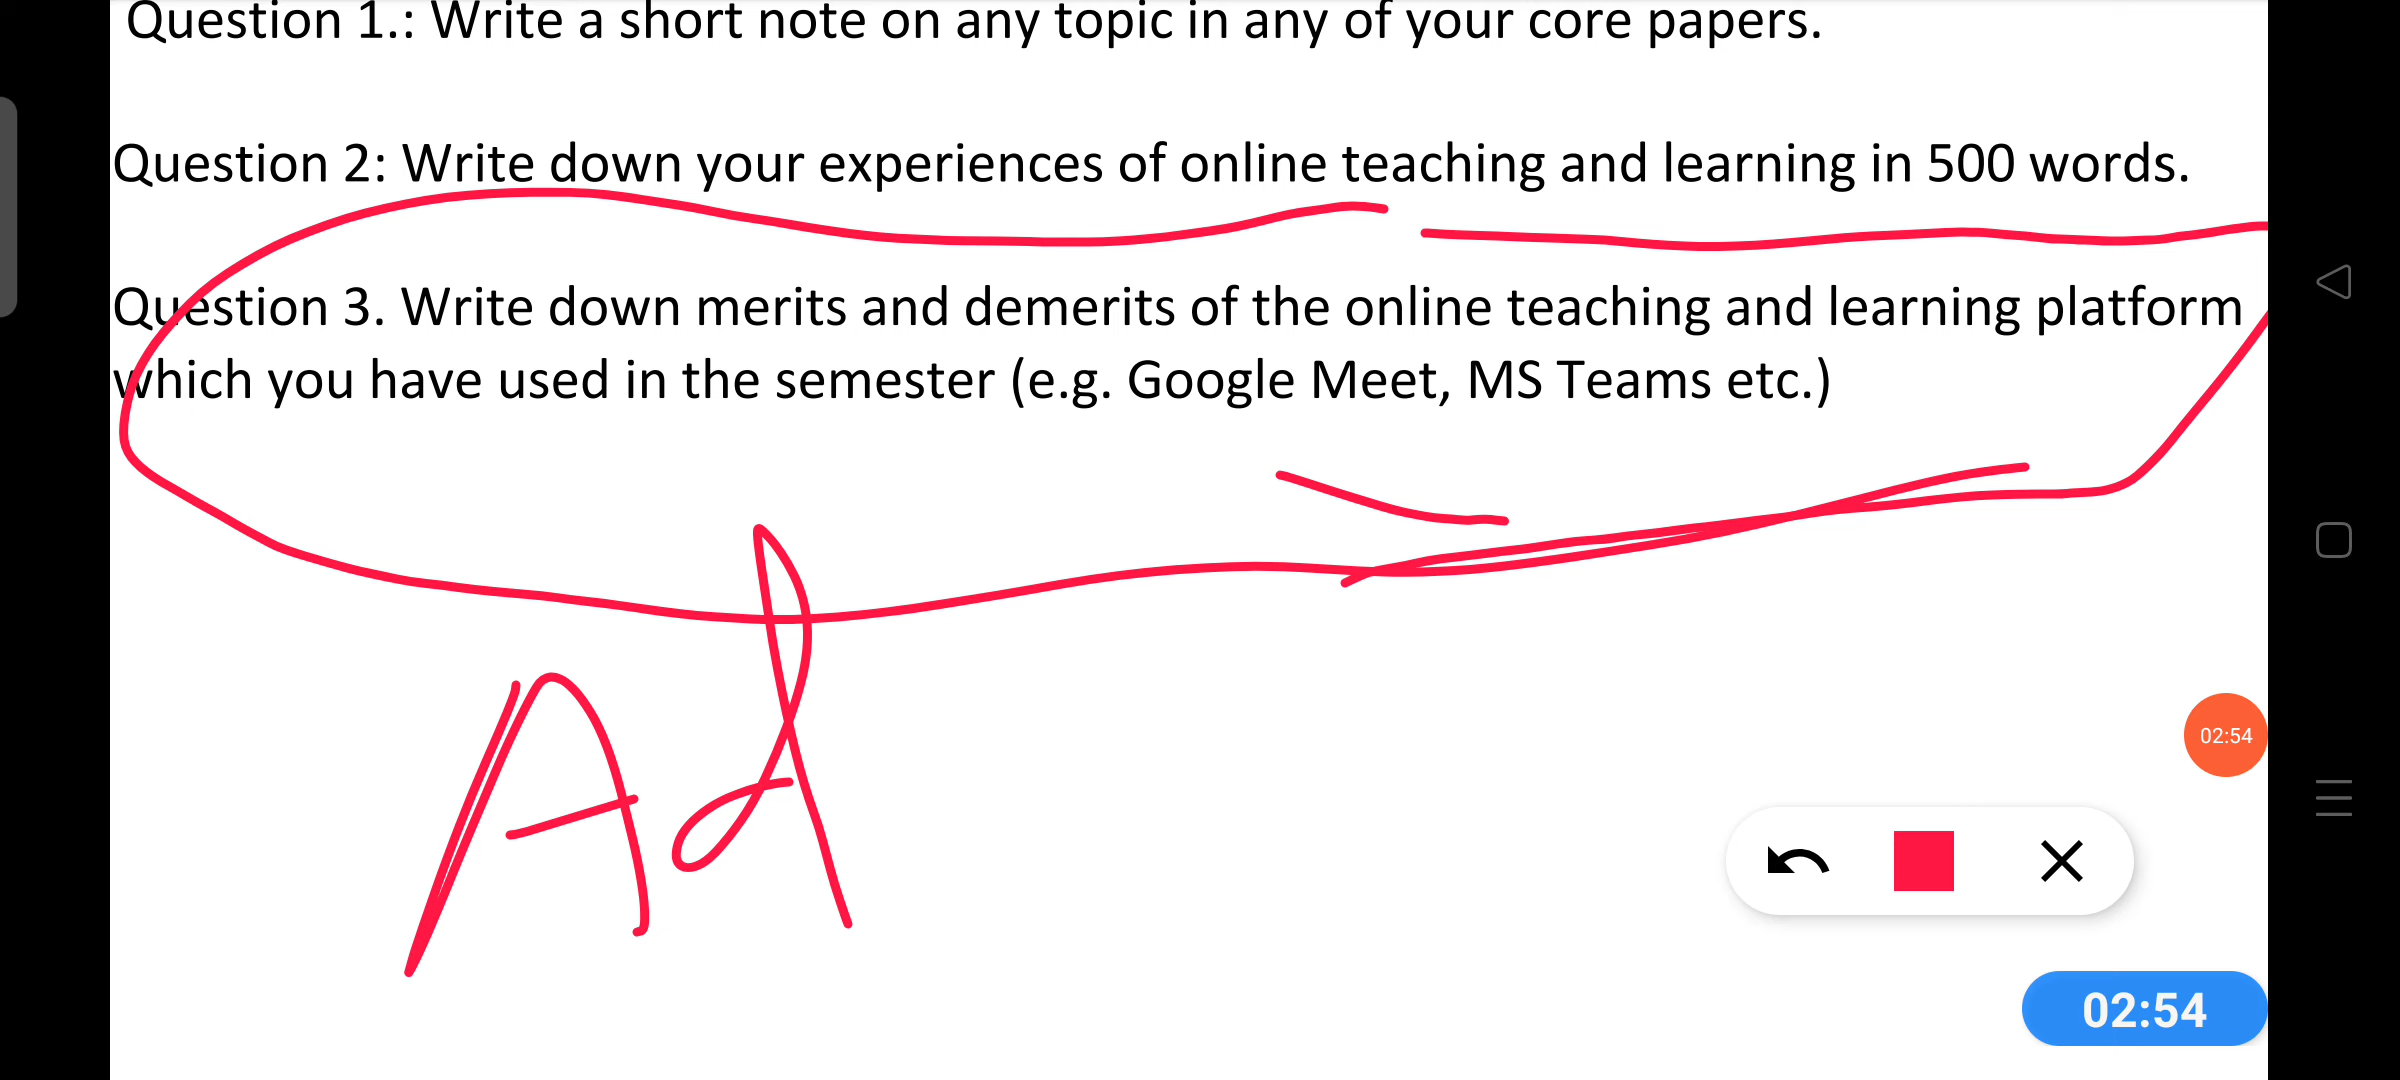 Question 1.: Write a short note on any topic in any of your core papers.
Question 2: Write down your experiences of online teaching and learning in 500 words.
Question 3. Write down merits and demerits of the online teaching and learning platform
which you have used in the semester (e.g. Google Meet, MS Teams etc.)
Ad
02:54
02:54